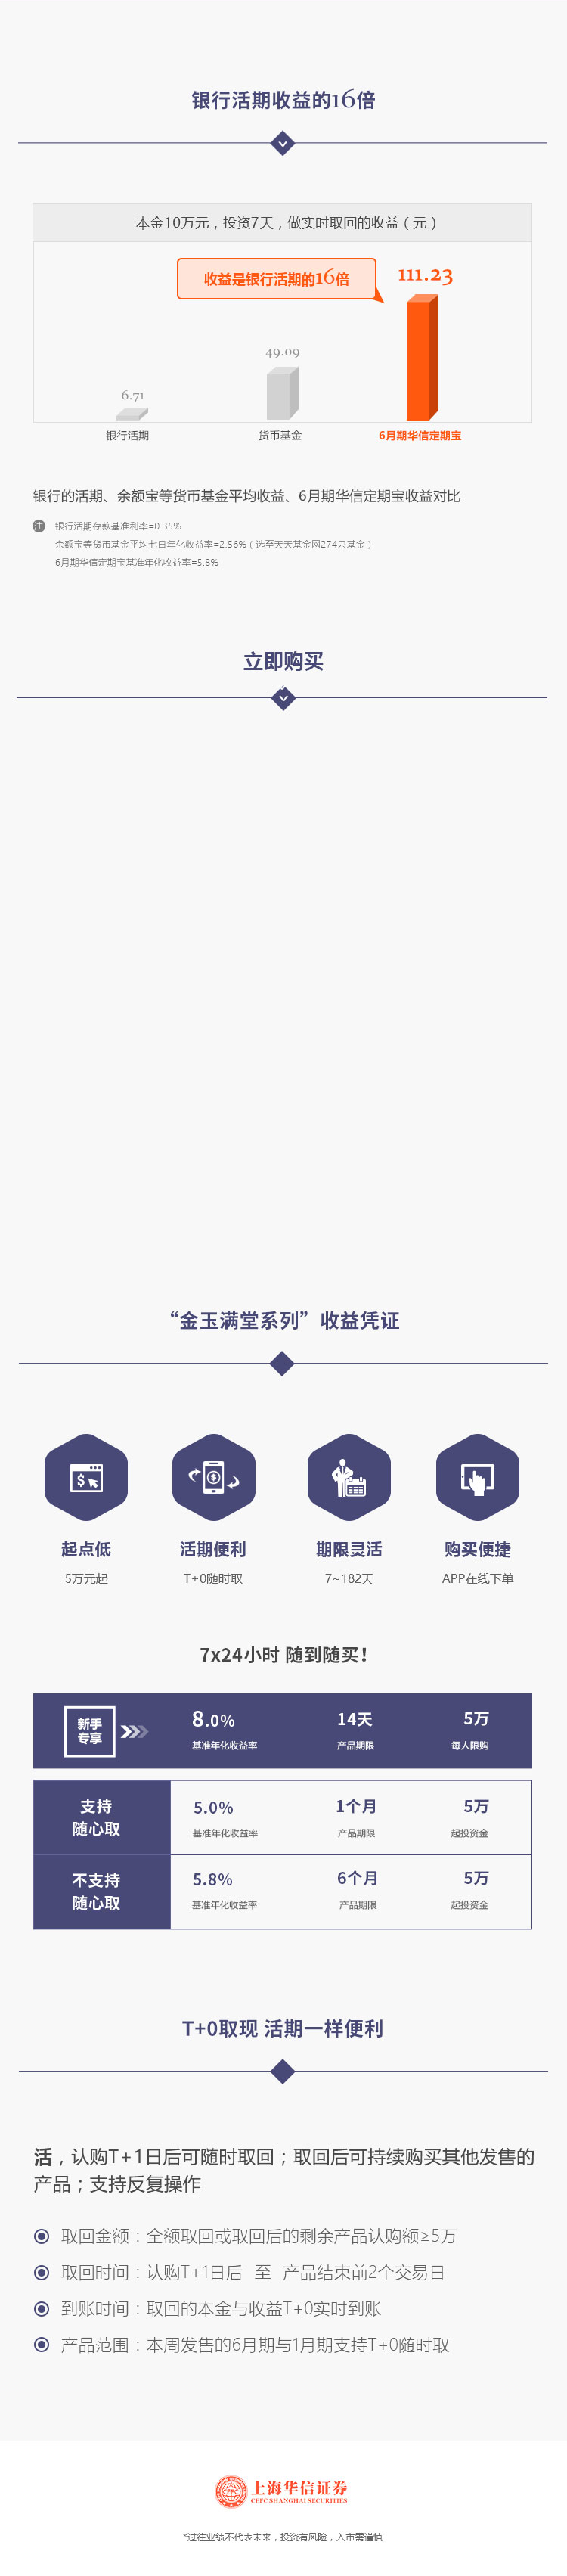 银行活期收益的16倍
本金10万元，投资7天，做实时取回的收益（元）
收益是银行活期的16倍
111.23
49.09
6.71
银行活期
货币基金
6月期华信定期宝
银行的活期、余额宝等货币基金平均收益、6月期华信定期宝收益对比
注 银行活期存款基准利率=0.35%
余额宝等货币基金平均七日年化收益率=2.56%（选至天天基金网274只基金）
6月期华信定期宝基准年化收益率=5.8%
立即购买
“金玉满堂系列”收益凭证
起点低 活期便利 期限灵活 购买便捷
5万元起 T+0随时取 7~182天 APP在线下单
7x24小时 随到随买！
新手
专享
8.0% 14天 5万
基准年化收益率 产品期限 每人限购
支持
随心取
5.0% 1个月 5万
基准年化收益率 产品期限 起投资金
不支持
随心取
5.8% 6个月 5万
基准年化收益率 产品期限 起投资金
T+0取现 活期一样便利
活，认购T+1日后可随时取回；取回后可持续购买其他发售的
产品；支持反复操作
取回金额：全额取回或取回后的剩余产品认购额≥5万
取回时间：认购T+1日后 至 产品结束前2个交易日
到账时间：取回的本金与收益T+0实时到账
产品范围：本周发售的6月期与1月期支持T+0随时取
上海华信证券
CEFC SHANGHAI SECURITIES
*过往业绩不代表未来，投资有风险，入市需谨慎